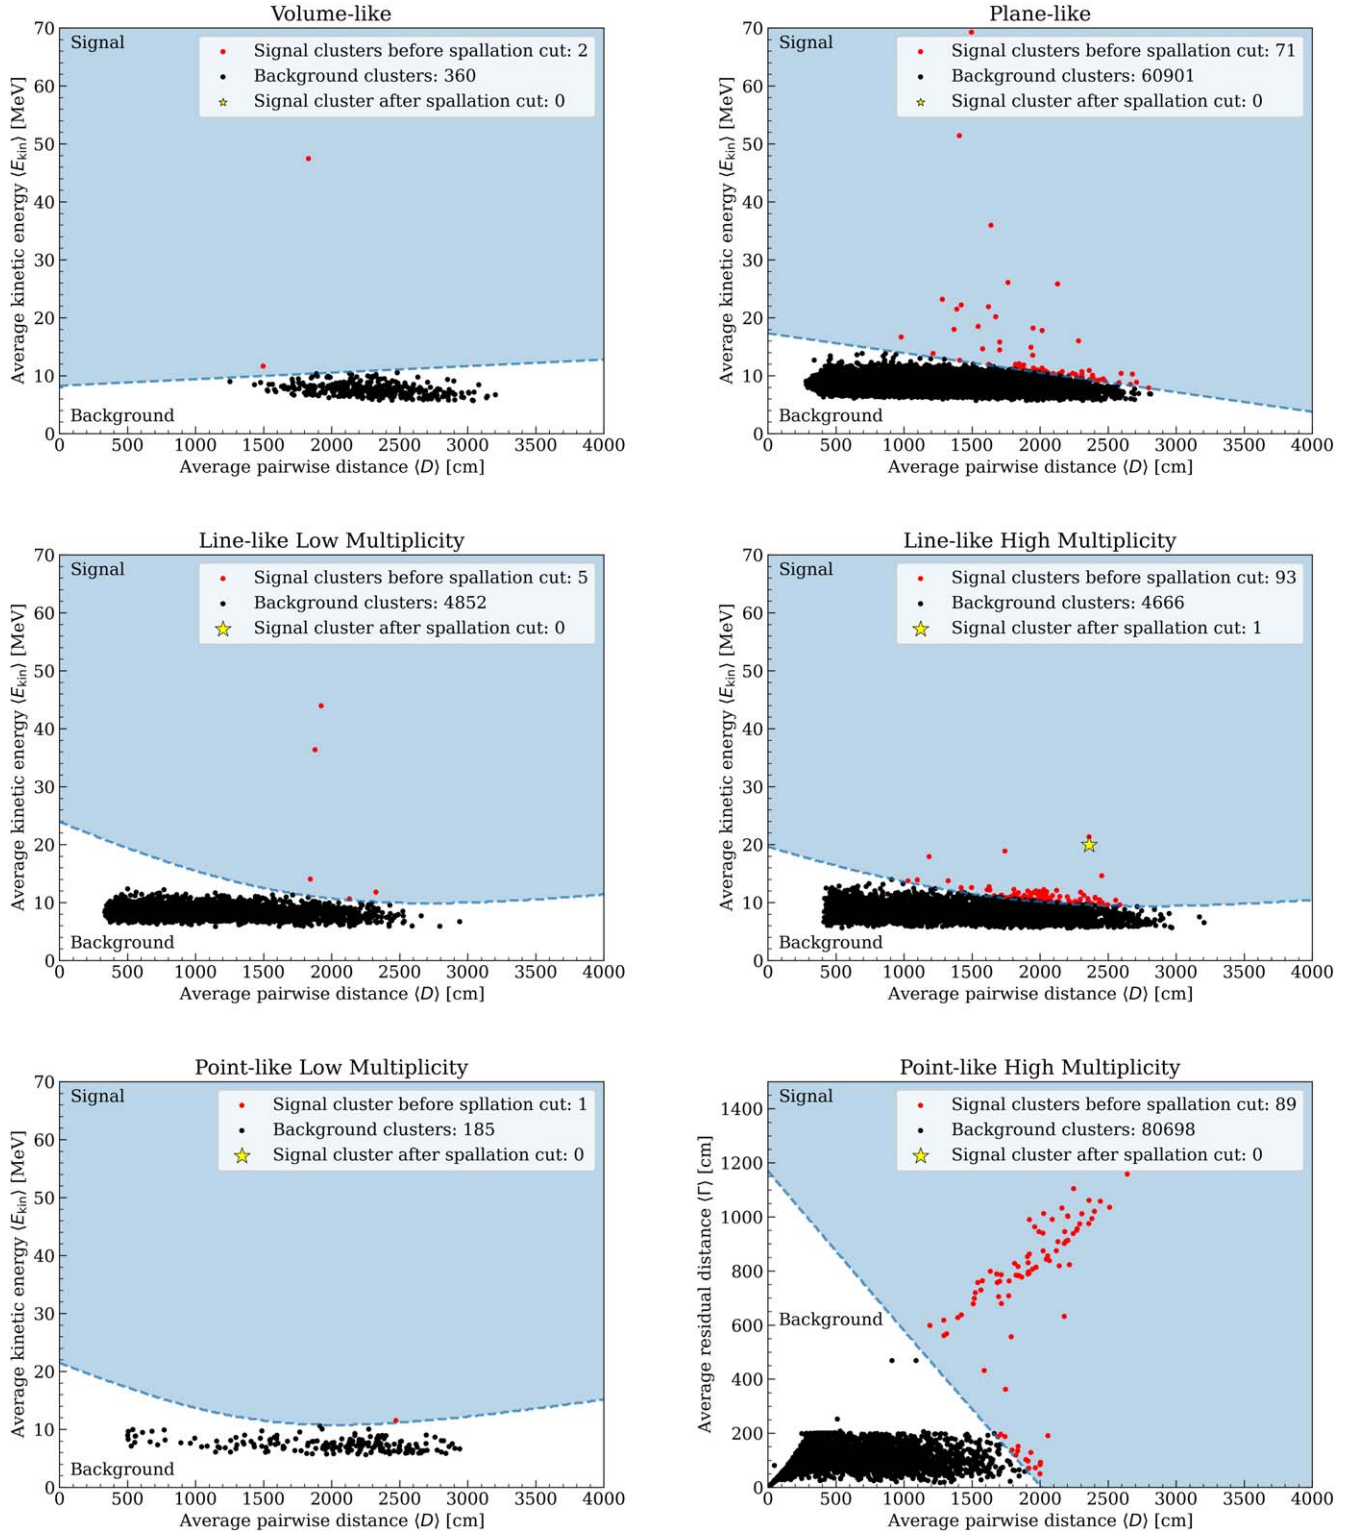 Volume-like
Signal
Signal clusters before spallation cut: 2
Background clusters: 360
Signal cluster after spallation cut: 0
Background
70
60
50
40
30
20
10
0
Average kinetic energy ⟨E_kin⟩ [MeV]
0 500 1000 1500 2000 2500 3000 3500 4000
Average pairwise distance ⟨D⟩ [cm]
Plane-like
Signal
Signal clusters before spallation cut: 71
Background clusters: 60901
Signal cluster after spallation cut: 0
Background
70
60
50
40
30
20
10
0
Average kinetic energy ⟨E_kin⟩ [MeV]
0 500 1000 1500 2000 2500 3000 3500 4000
Average pairwise distance ⟨D⟩ [cm]
Line-like Low Multiplicity
Signal
Signal clusters before spallation cut: 5
Background clusters: 4852
Signal cluster after spallation cut: 0
Background
70
60
50
40
30
20
10
0
Average kinetic energy ⟨E_kin⟩ [MeV]
0 500 1000 1500 2000 2500 3000 3500 4000
Average pairwise distance ⟨D⟩ [cm]
Line-like High Multiplicity
Signal
Signal clusters before spallation cut: 93
Background clusters: 4666
Signal cluster after spallation cut: 1
Background
70
60
50
40
30
20
10
0
Average kinetic energy ⟨E_kin⟩ [MeV]
0 500 1000 1500 2000 2500 3000 3500 4000
Average pairwise distance ⟨D⟩ [cm]
Point-like Low Multiplicity
Signal
Signal cluster before spllation cut: 1
Background clusters: 185
Signal cluster after spallation cut: 0
Background
70
60
50
40
30
20
10
0
Average kinetic energy ⟨E_kin⟩ [MeV]
0 500 1000 1500 2000 2500 3000 3500 4000
Average pairwise distance ⟨D⟩ [cm]
Point-like High Multiplicity
Signal
Signal clusters before spallation cut: 89
Background clusters: 80698
Signal cluster after spallation cut: 0
Background
1400
1200
1000
800
600
400
200
0
Average residual distance ⟨Γ⟩ [cm]
0 500 1000 1500 2000 2500 3000 3500 4000
Average pairwise distance ⟨D⟩ [cm]